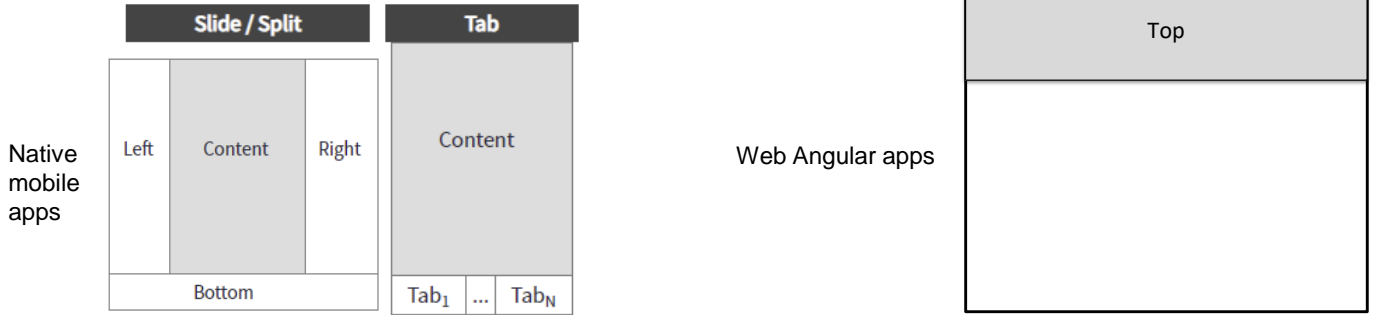 Slide / Split
Tab
Top
Native
mobile
apps
Left
Content
Right
Content
Web Angular apps
Bottom
Tab1
...
TabN